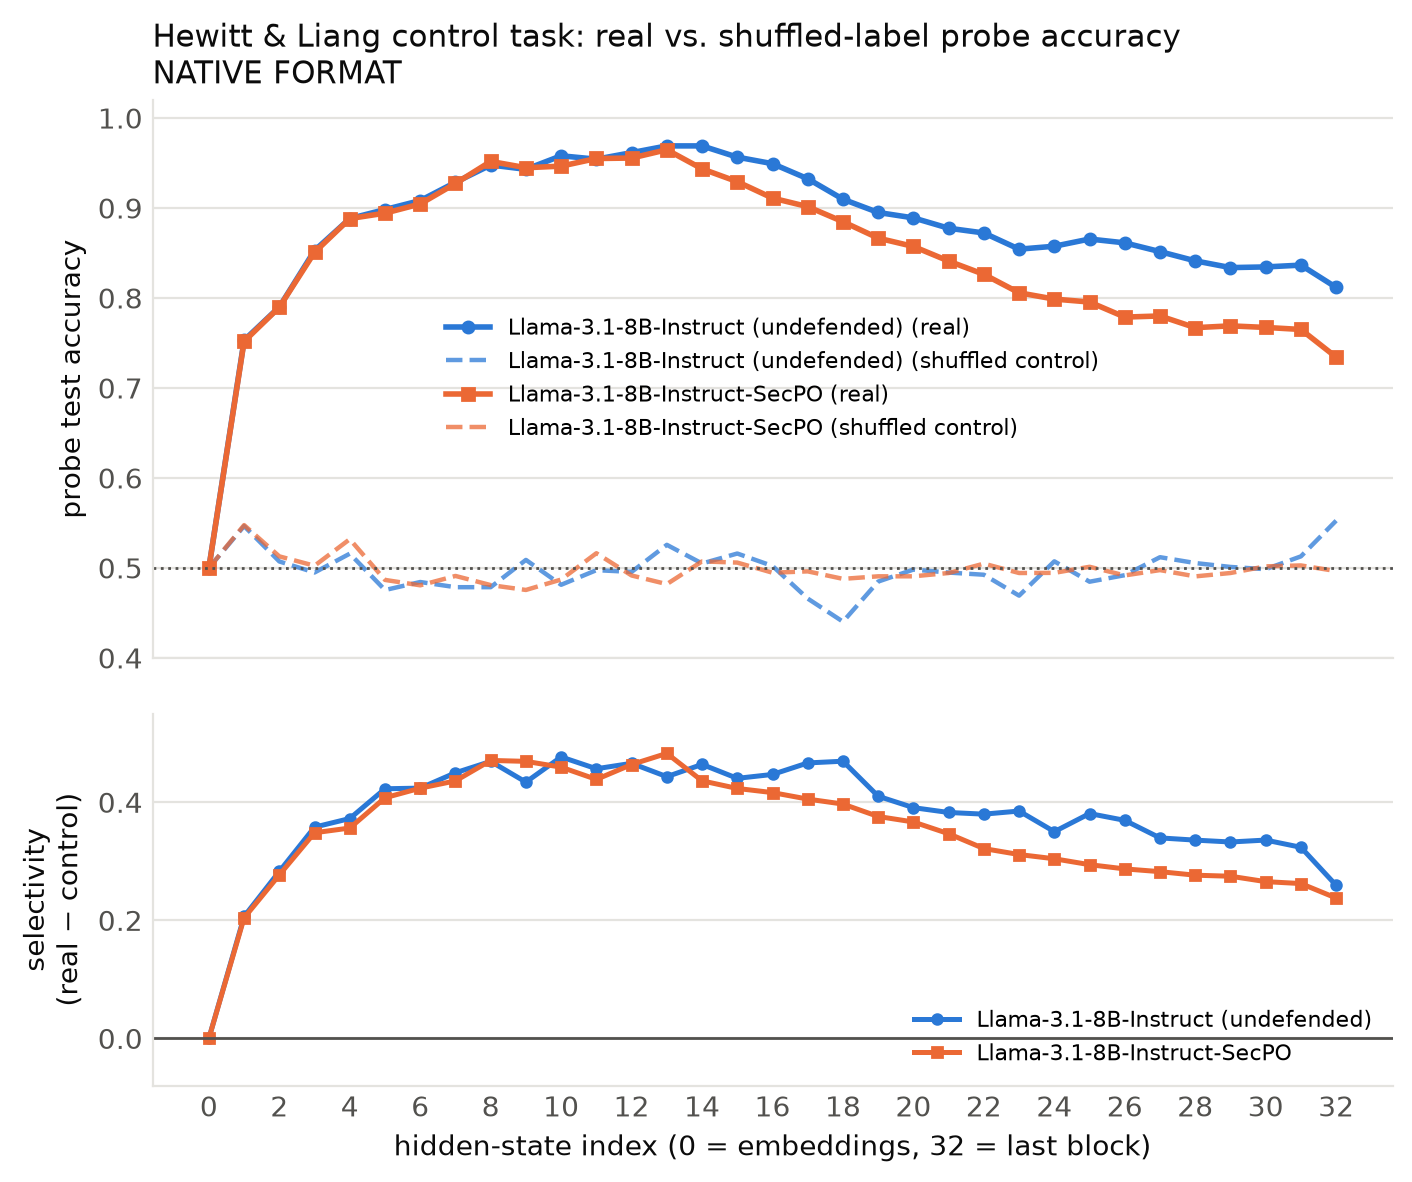 Hewitt & Liang control task: real vs. shuffled-label probe accuracy
NATIVE FORMAT
1.0
0.9
0.8
0.7
0.6
0.5
0.4
probe test accuracy
Llama-3.1-8B-Instruct (undefended) (real)
Llama-3.1-8B-Instruct (undefended) (shuffled control)
Llama-3.1-8B-Instruct-SecPO (real)
Llama-3.1-8B-Instruct-SecPO (shuffled control)
0.4
0.2
0.0
selectivity
(real − control)
Llama-3.1-8B-Instruct (undefended)
Llama-3.1-8B-Instruct-SecPO
0 2 4 6 8 10 12 14 16 18 20 22 24 26 28 30 32
hidden-state index (0 = embeddings, 32 = last block)